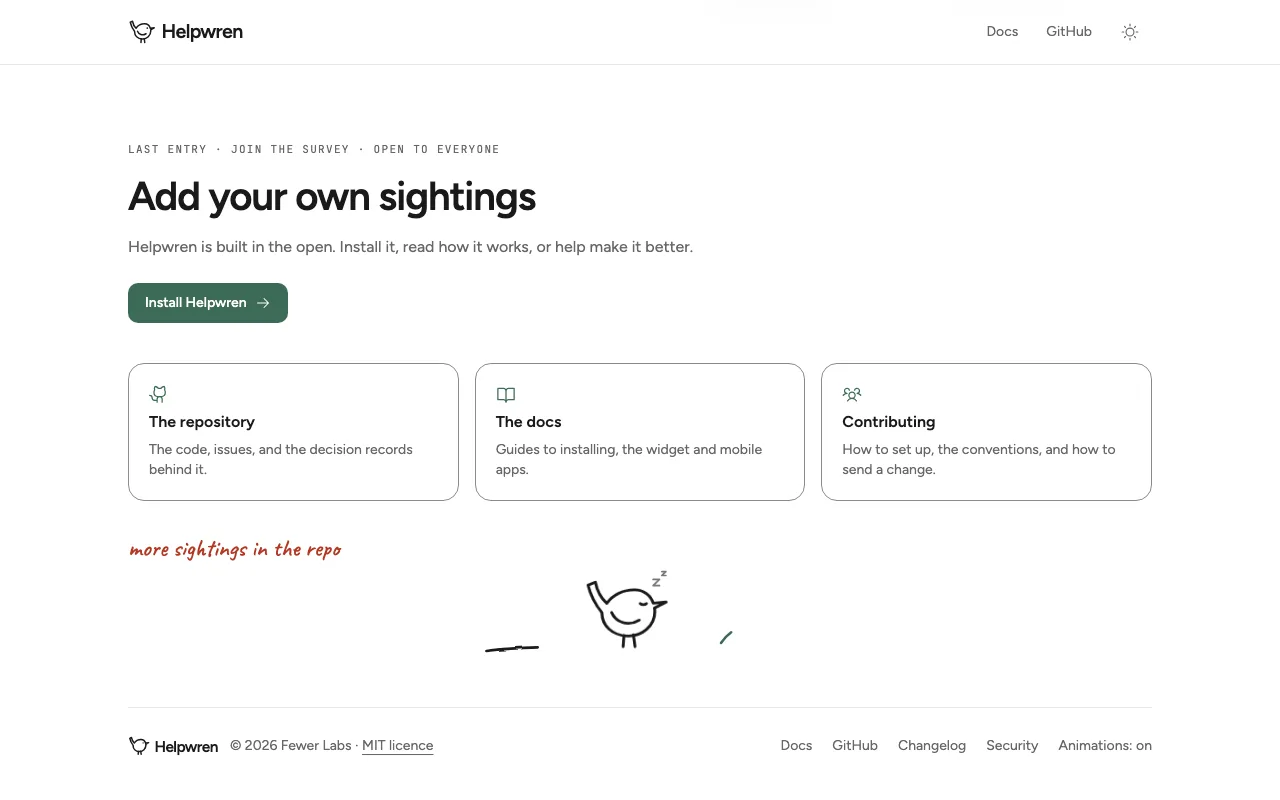 Helpwren
Docs GitHub
LAST ENTRY · JOIN THE SURVEY · OPEN TO EVERYONE
Add your own sightings
Helpwren is built in the open. Install it, read how it works, or help make it better.
Install Helpwren
The repository
The code, issues, and the decision records
behind it.
The docs
Guides to installing, the widget and mobile
apps.
Contributing
How to set up, the conventions, and how to
send a change.
more sightings in the repo
z z
Helpwren © 2026 Fewer Labs · MIT licence
Docs GitHub Changelog Security Animations: on